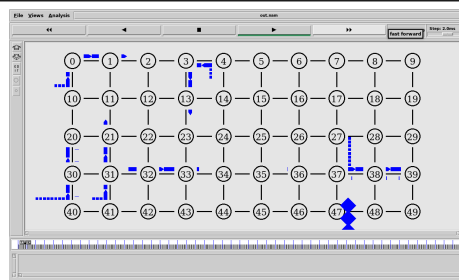 File Views Analysis
out.nam
fast forward
Step: 2.0ms
0 1 2 3 4 5 6 7 8 9
10 11 12 13 14 15 16 17 18 19
20 21 22 23 24 25 26 27 28 29
30 31 32 33 34 35 36 37 38 39
40 41 42 43 44 45 46 47 48 49